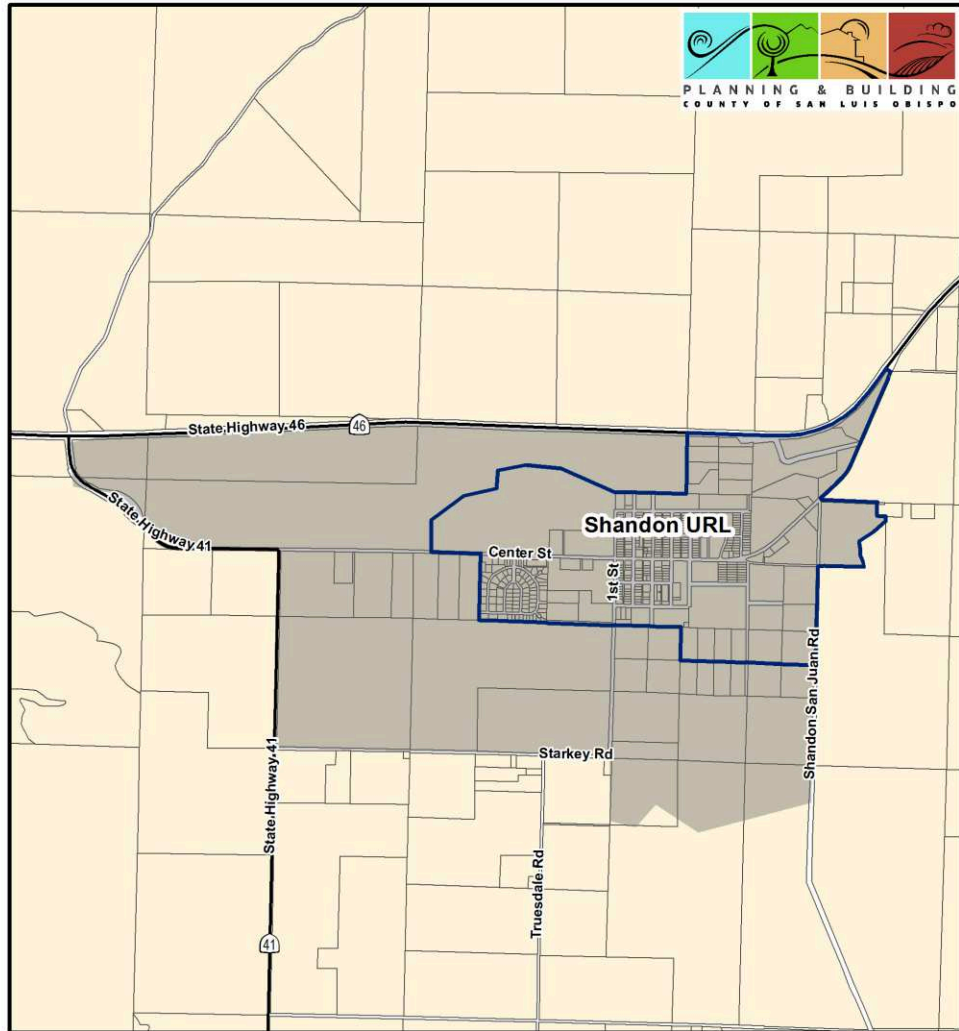 PLANNING & BUILDING
COUNTY OF SAN LUIS OBISPO
State Highway 46
46
State Highway 41
Shandon URL
Center St
1st St
Shandon San Juan Rd
Starkey Rd
State Highway 41
Truesdale Rd
41